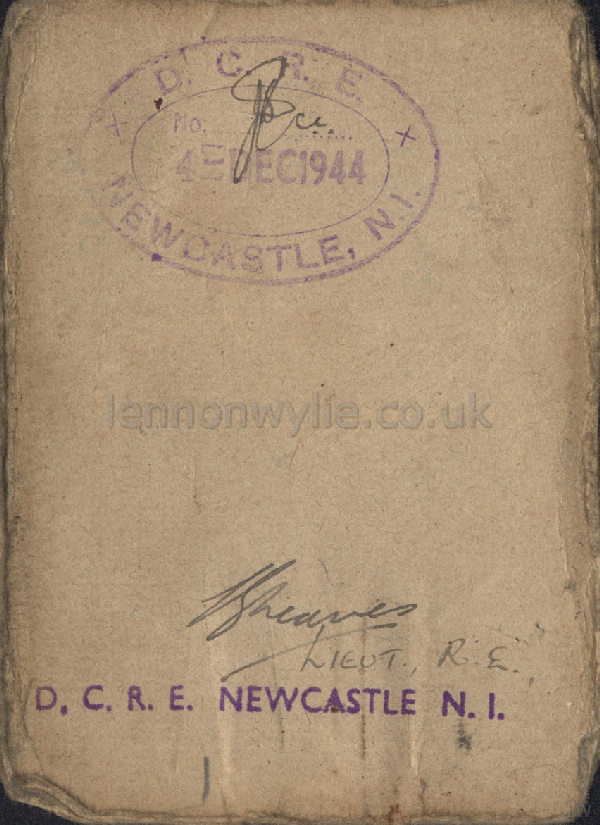 D. C. R. E.
No.
4 DEC 1944
NEWCASTLE, N.I.
lennonwylie.co.uk
LIEUT., R.E.
D. C. R. E. NEWCASTLE N. I.